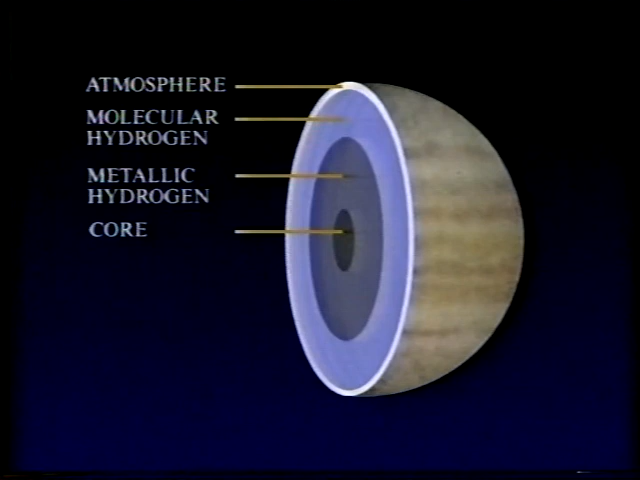 ATMOSPHERE
MOLECULAR
HYDROGEN
METALLIC
HYDROGEN
CORE